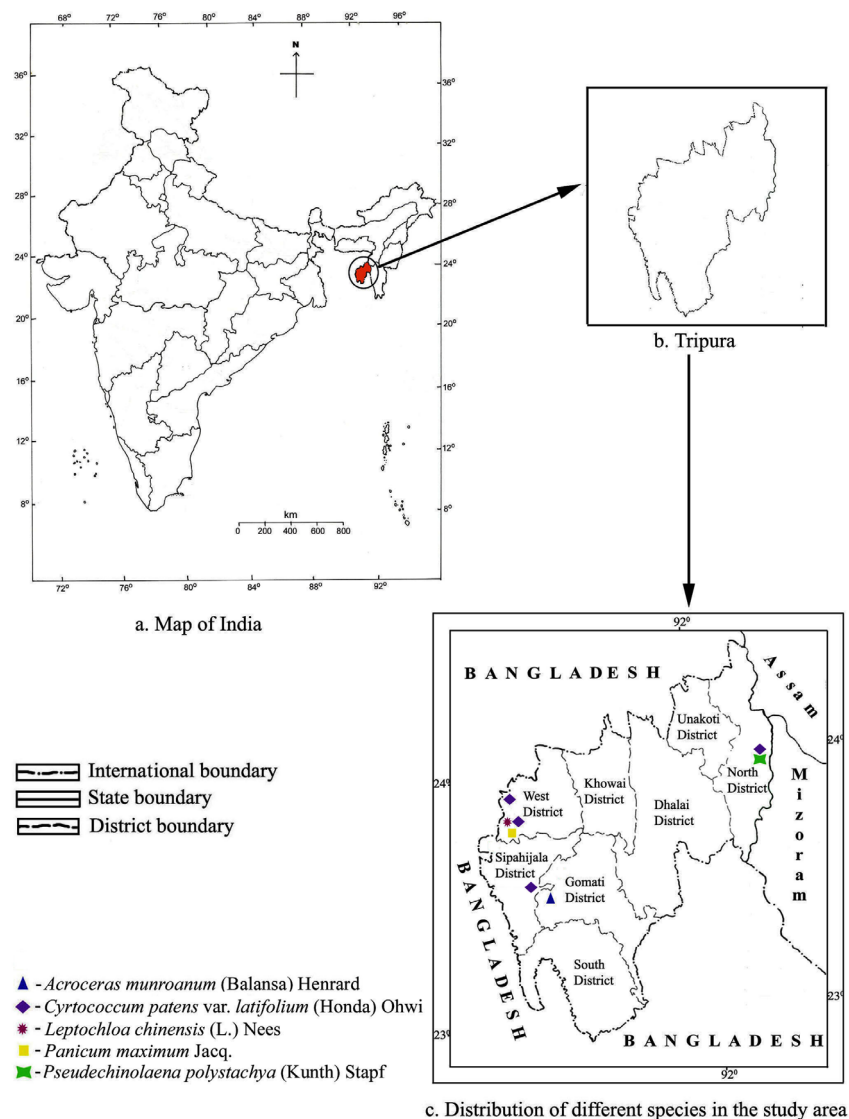 68° 72° 76° 80° 84° 88° 92° 96°
N
36°
36°
32°
32°
28°
28°
24°
24°
20°
20°
16°
16°
12°
12°
8°
8°
km
0 200 400 600 800
72° 76° 80° 84° 88° 92°
a. Map of India
b. Tripura
92°
BANGLADESH
Assam
Unakoti
District
24°
North
District
Mizoram
24°
West
District
Khowai
District
Dhalai
District
Sipahijala
District
Gomati
District
BANGLADESH
South
District
23°
23°
BANGLADESH
92°
International boundary
State boundary
District boundary
- Acroceras munroanum (Balansa) Henrard
- Cyrtococcum patens var. latifolium (Honda) Ohwi
- Leptochloa chinensis (L.) Nees
- Panicum maximum Jacq.
- Pseudechinolaena polystachya (Kunth) Stapf
c. Distribution of different species in the study area